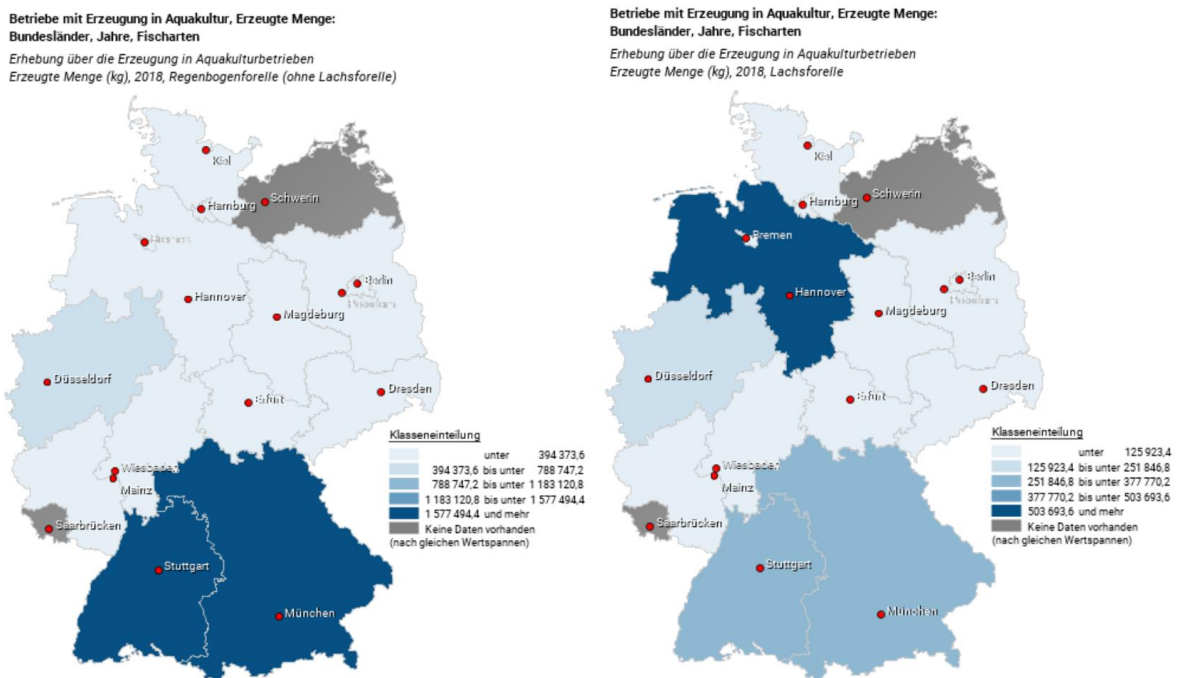 Betriebe mit Erzeugung in Aquakultur, Erzeugte Menge:
Bundesländer, Jahre, Fischarten
Erhebung über die Erzeugung in Aquakulturbetrieben
Erzeugte Menge (kg), 2018, Regenbogenforelle (ohne Lachsforelle)
Kiel
Hamburg
Schwerin
Bremen
Hannover
Berlin
Potsdam
Magdeburg
Düsseldorf
Dresden
Erfurt
Wiesbaden
Mainz
Saarbrücken
Stuttgart
München
Klasseneinteilung
unter 394 373,6
394 373,6 bis unter 788 747,2
788 747,2 bis unter 1 183 120,8
1 183 120,8 bis unter 1 577 494,4
1 577 494,4 und mehr
Keine Daten vorhanden
(nach gleichen Wertspannen)
Betriebe mit Erzeugung in Aquakultur, Erzeugte Menge:
Bundesländer, Jahre, Fischarten
Erhebung über die Erzeugung in Aquakulturbetrieben
Erzeugte Menge (kg), 2018, Lachsforelle
Kiel
Hamburg
Schwerin
Bremen
Hannover
Berlin
Potsdam
Magdeburg
Düsseldorf
Dresden
Erfurt
Wiesbaden
Mainz
Saarbrücken
Stuttgart
München
Klasseneinteilung
unter 125 923,4
125 923,4 bis unter 251 846,8
251 846,8 bis unter 377 770,2
377 770,2 bis unter 503 693,6
503 693,6 und mehr
Keine Daten vorhanden
(nach gleichen Wertspannen)